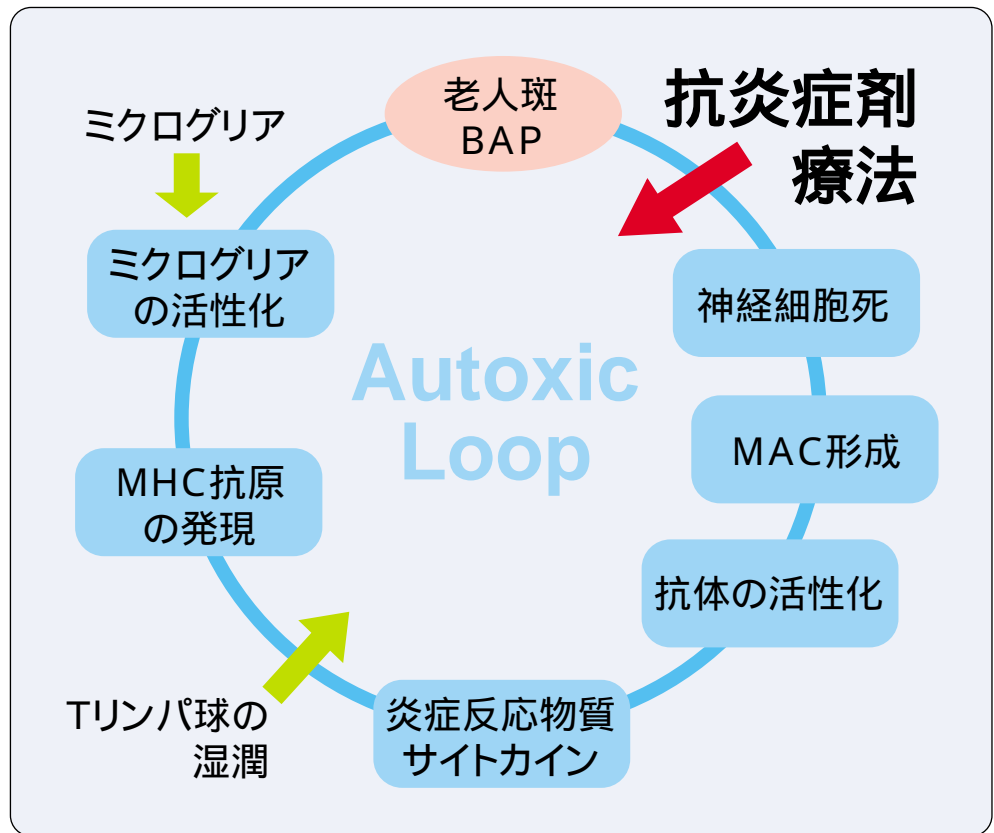 老人斑
BAP
抗炎症剤
療法
ミクログリア
ミクログリア
の活性化
神経細胞死
Autoxic
Loop
MAC形成
MHC抗原
の発現
抗体の活性化
Tリンパ球の
湿潤
炎症反応物質
サイトカイン